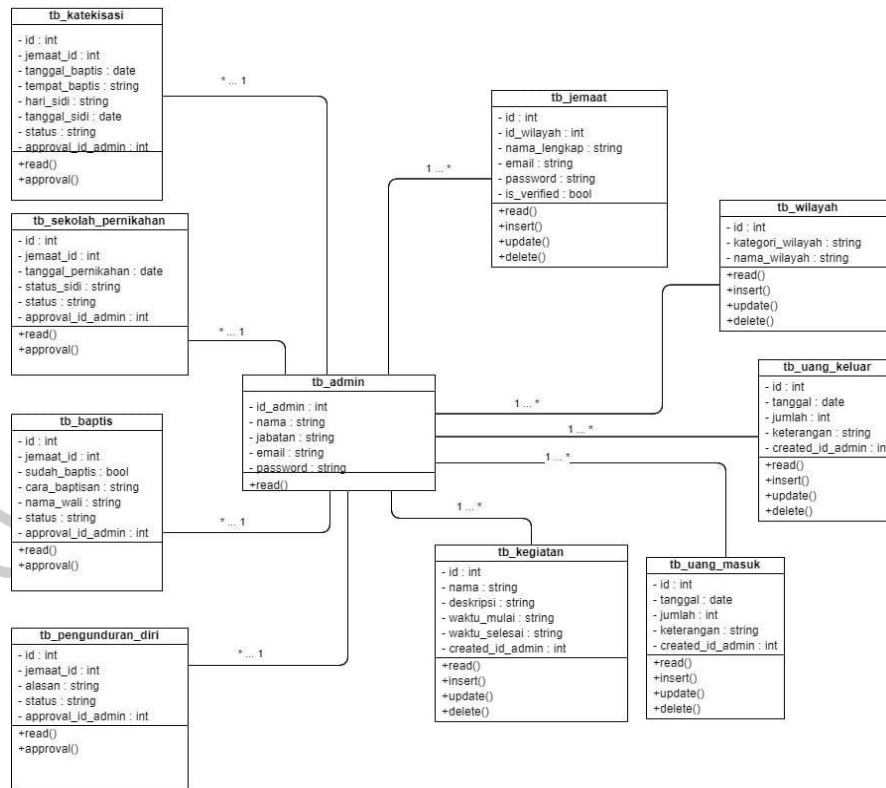 tb_katekisasi
- id : int
- jemaat_id : int
- tanggal_baptis : date
- tempat_baptis : string
- hari_sidi : string
- tanggal_sidi : date
- status : string
- approval_id_admin : int
+read()
+approval()
* ... 1
tb_jemaat
- id : int
- id_wilayah : int
- nama_lengkap : string
- email : string
- password : string
- is_verified : bool
+read()
+insert()
+update()
+delete()
1 ... *
tb_wilayah
- id : int
- kategori_wilayah : string
- nama_wilayah : string
+read()
+insert()
+update()
+delete()
1 ... *
tb_sekolah_pernikahan
- id : int
- jemaat_id : int
- tanggal_pernikahan : date
- status_sidi : string
- status : string
- approval_id_admin : int
+read()
+approval()
* ... 1
tb_admin
- id_admin : int
- nama : string
- jabatan : string
- email : string
- password : string
+read()
tb_uang_keluar
- id : int
- tanggal : date
- jumlah : int
- keterangan : string
- created_id_admin : int
+read()
+insert()
+update()
+delete()
1 ... *
1 ... *
tb_baptis
- id : int
- jemaat_id : int
- sudah_baptis : bool
- cara_baptisan : string
- nama_wali : string
- status : string
- approval_id_admin : int
+read()
+approval()
* ... 1
1 ... *
tb_kegiatan
- id : int
- nama : string
- deskripsi : string
- waktu_mulai : string
- waktu_selesai : string
- created_id_admin : int
+read()
+insert()
+update()
+delete()
tb_uang_masuk
- id : int
- tanggal : date
- jumlah : int
- keterangan : string
- created_id_admin : int
+read()
+insert()
+update()
+delete()
tb_pengunduran_diri
- id : int
- jemaat_id : int
- alasan : string
- status : string
- approval_id_admin : int
+read()
+approval()
* ... 1